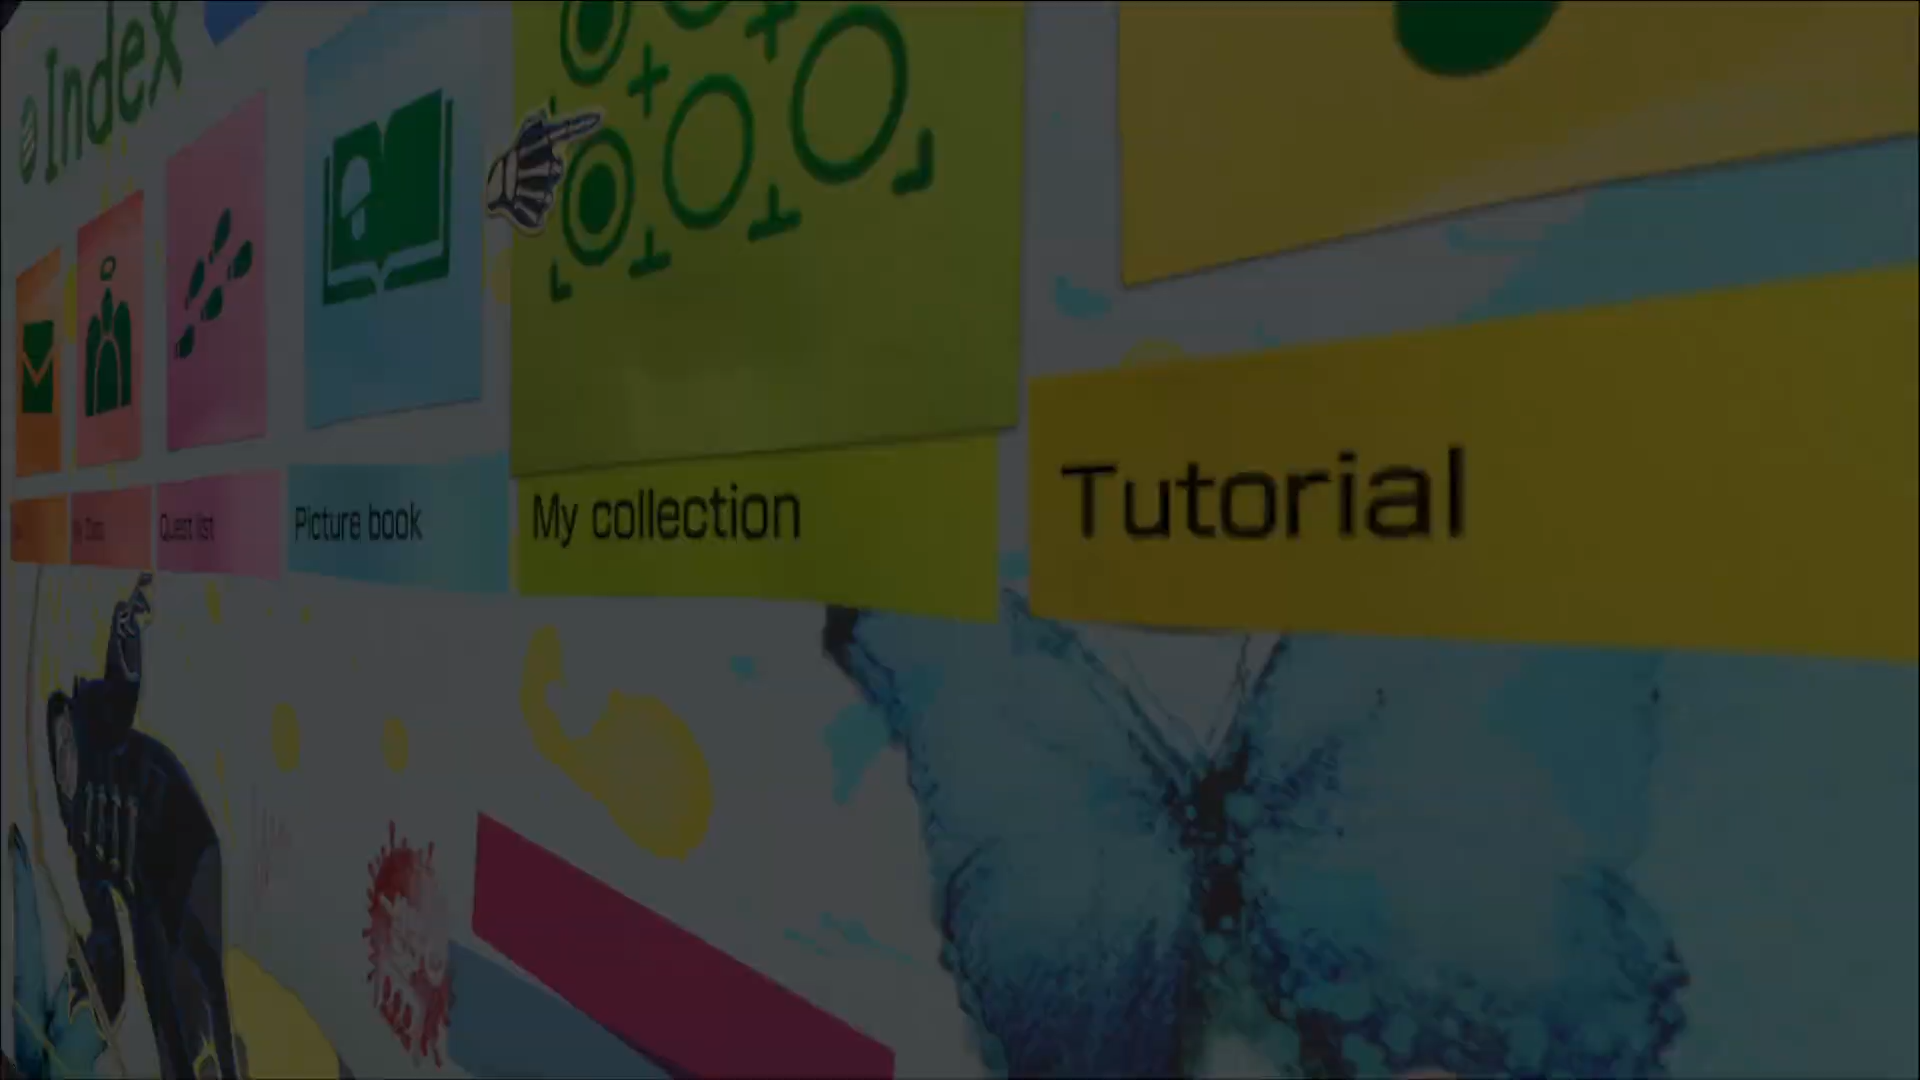 Index
Quest list
Picture book
My collection
Tutorial